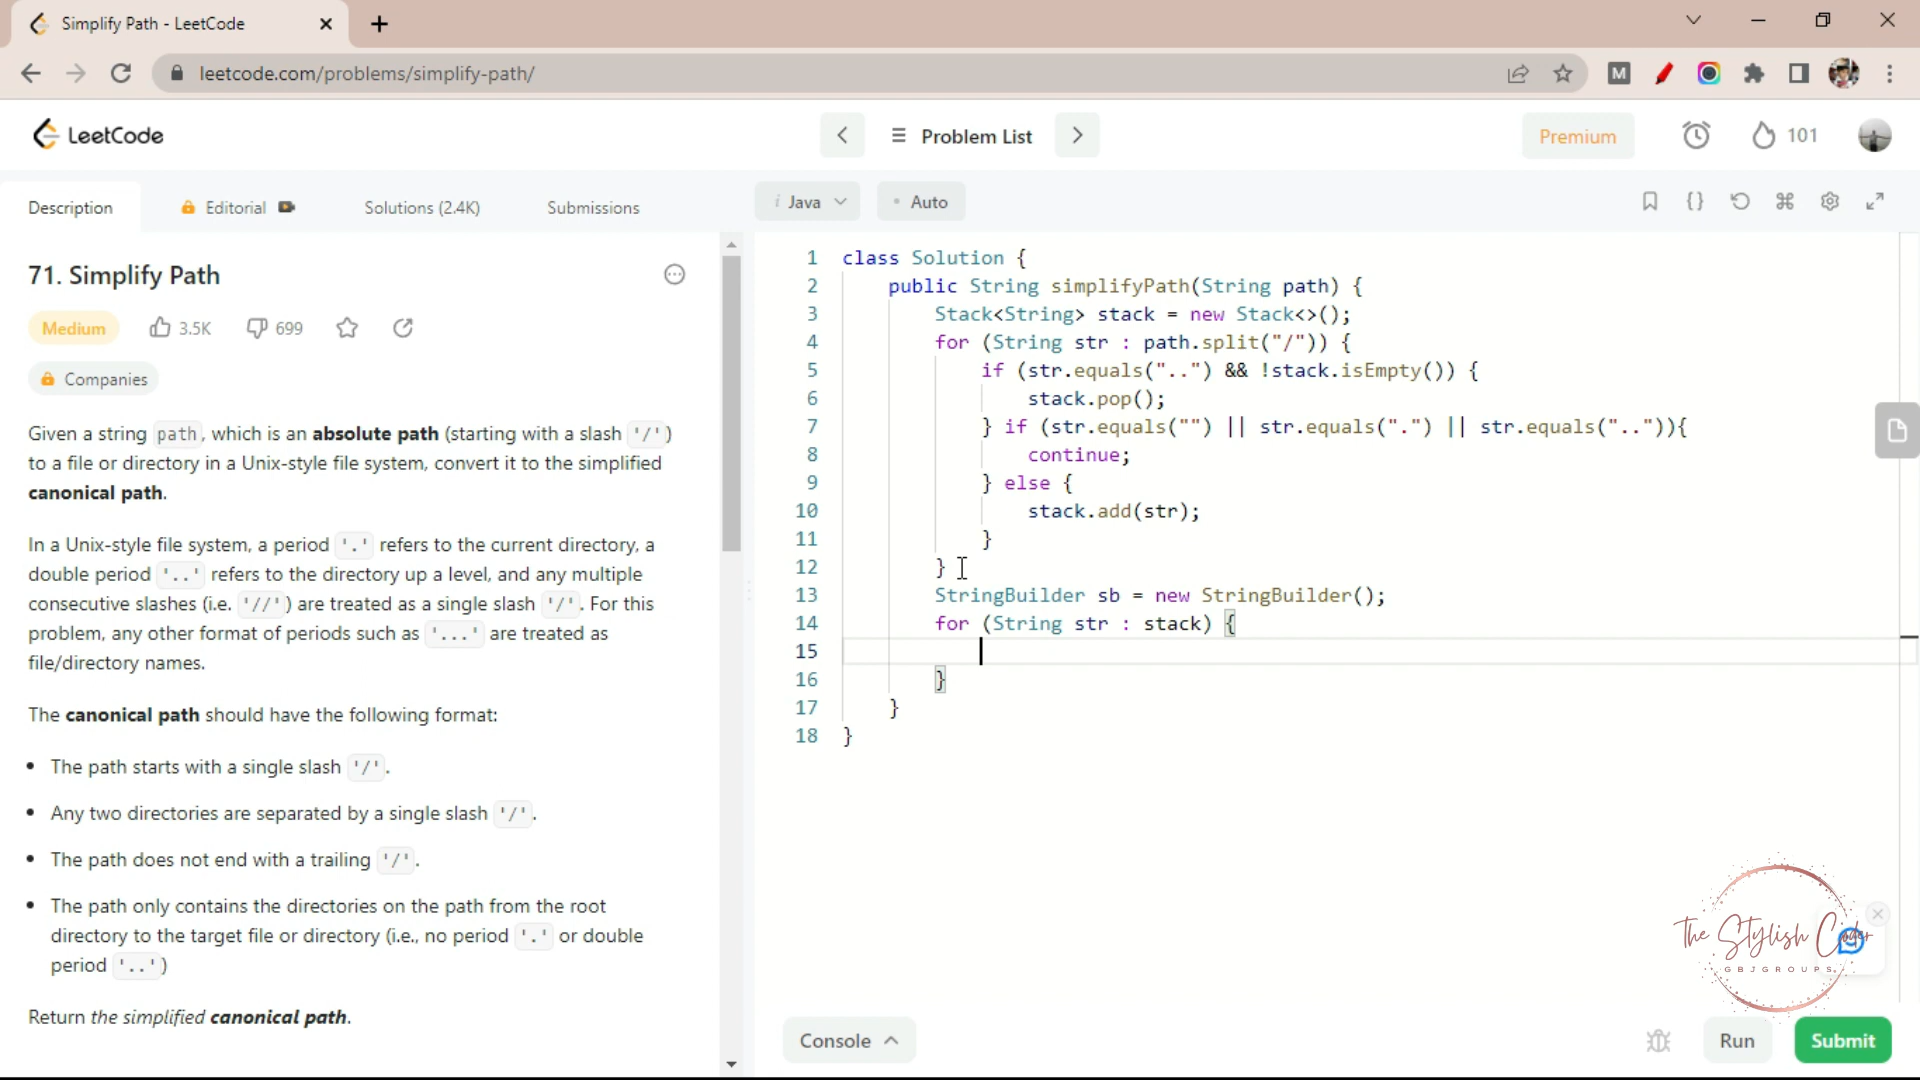 Simplify Path - LeetCode
leetcode.com/problems/simplify-path/
M
LeetCode
Problem List
Premium
101
Description
Editorial
Solutions (2.4K)
Submissions
i Java
Auto
71. Simplify Path
Medium
3.5K
699
Companies
Given a string path, which is an absolute path (starting with a slash '/')
to a file or directory in a Unix-style file system, convert it to the simplified
canonical path.
In a Unix-style file system, a period '.' refers to the current directory, a
double period '..' refers to the directory up a level, and any multiple
consecutive slashes (i.e. '//') are treated as a single slash '/'. For this
problem, any other format of periods such as '...' are treated as
file/directory names.
The canonical path should have the following format:
• The path starts with a single slash '/'.
• Any two directories are separated by a single slash '/'.
• The path does not end with a trailing '/'.
• The path only contains the directories on the path from the root
directory to the target file or directory (i.e., no period '.' or double
period '..')
Return the simplified canonical path.
1 class Solution {
2 public String simplifyPath(String path) {
3 Stack<String> stack = new Stack<>();
4 for (String str : path.split("/")) {
5 if (str.equals("..") && !stack.isEmpty()) {
6 stack.pop();
7 } if (str.equals("") || str.equals(".") || str.equals("..")){
8 continue;
9 } else {
10 stack.add(str);
11 }
12 }
13 StringBuilder sb = new StringBuilder();
14 for (String str : stack) {
15
16 }
17 }
18 }
The Stylish Coder
GBJGROUPS
Console
Run
Submit